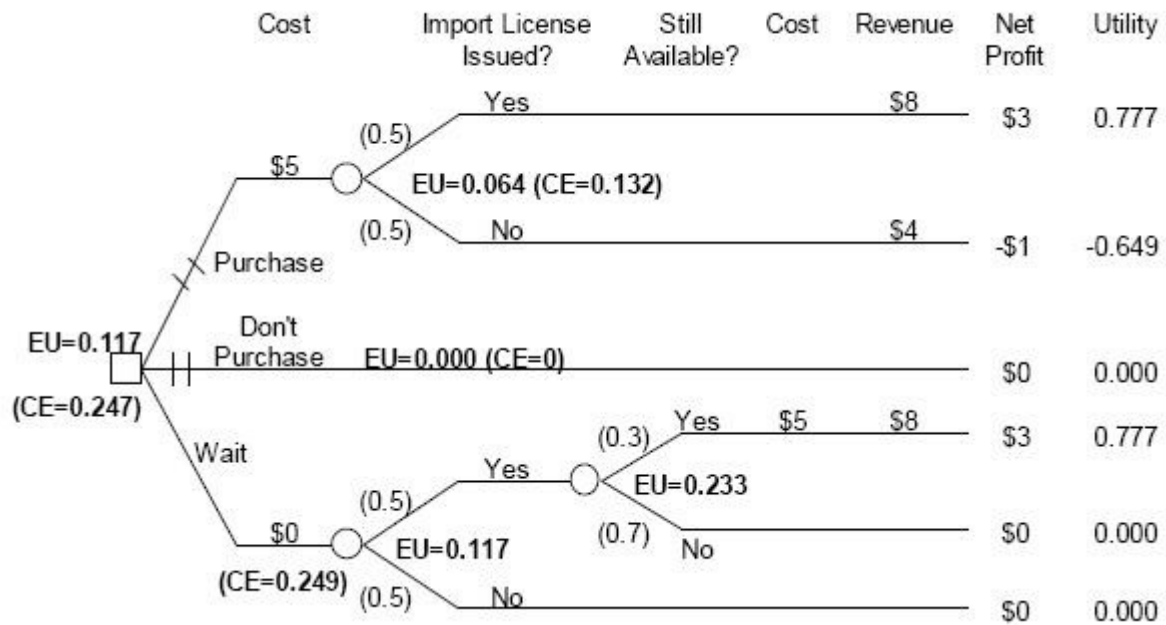 Cost Import License Still Cost Revenue Net Utility
Issued? Available? Profit
Yes $8 $3 0.777
(0.5)
$5
EU=0.064 (CE=0.132)
(0.5) No $4 -$1 -0.649
Purchase
Don't
EU=0.117 Purchase EU=0.000 (CE=0)
$0 0.000
(CE=0.247)
Yes $5 $8 $3 0.777
(0.3)
Wait
Yes
EU=0.233
(0.5)
$0 (0.7) $0 0.000
EU=0.117 No
(CE=0.249)
(0.5) No $0 0.000